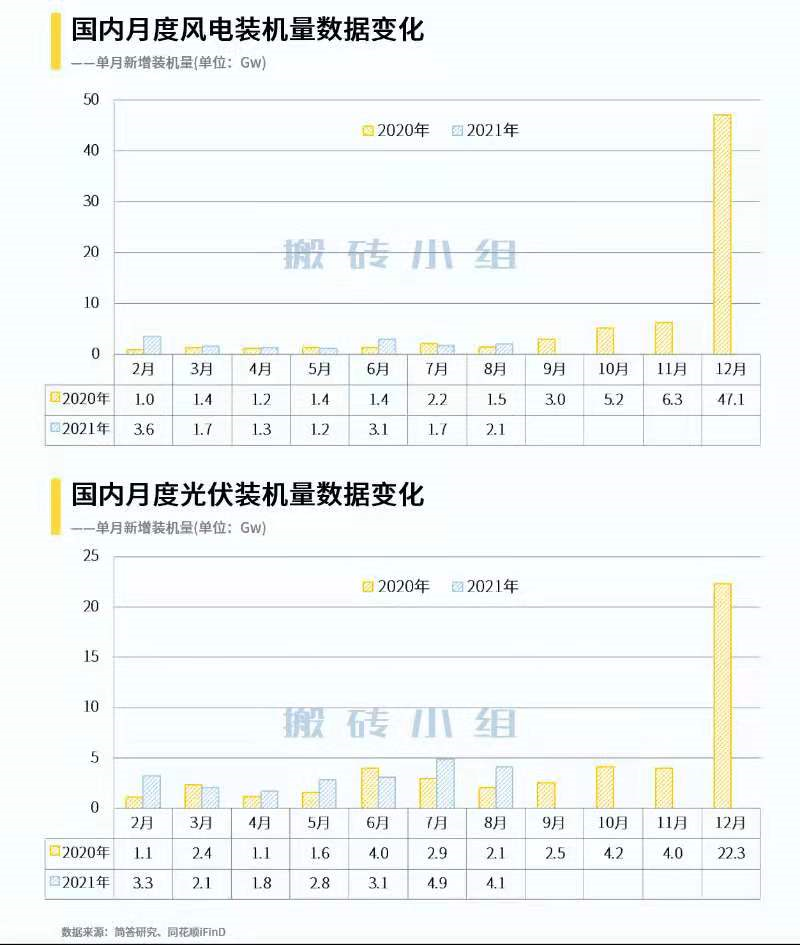 国内月度风电装机量数据变化
——单月新增装机量(单位：Gw)
50
2020年 2021年
40
30
搬砖小组
20
10
0
2月 3月 4月 5月 6月 7月 8月 9月 10月 11月 12月
2020年 1.0 1.4 1.2 1.4 1.4 2.2 1.5 3.0 5.2 6.3 47.1
2021年 3.6 1.7 1.3 1.2 3.1 1.7 2.1
国内月度光伏装机量数据变化
——单月新增装机量(单位：Gw)
25
2020年 2021年
20
15
10
搬砖小组
5
0
2月 3月 4月 5月 6月 7月 8月 9月 10月 11月 12月
2020年 1.1 2.4 1.1 1.6 4.0 2.9 2.1 2.5 4.2 4.0 22.3
2021年 3.3 2.1 1.8 2.8 3.1 4.9 4.1
数据来源：简答研究、同花顺iFinD